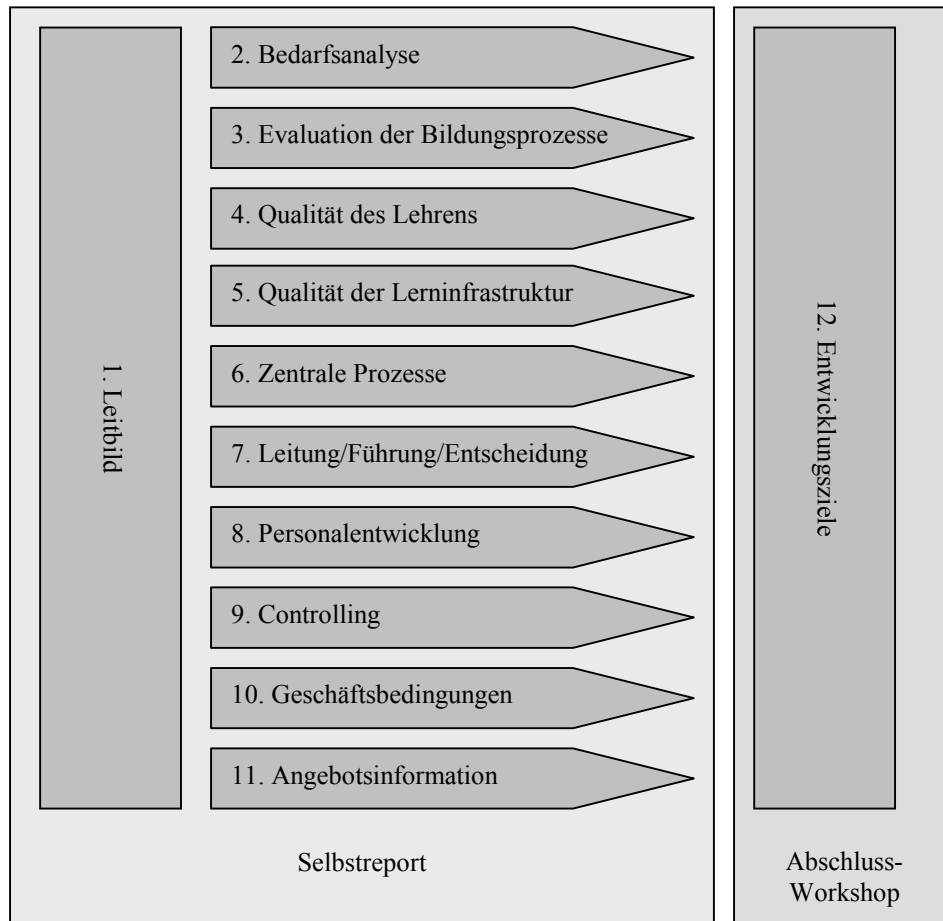 1. Leitbild
2. Bedarfsanalyse
3. Evaluation der Bildungsprozesse
4. Qualität des Lehrens
5. Qualität der Lerninfrastruktur
6. Zentrale Prozesse
7. Leitung/Führung/Entscheidung
8. Personalentwicklung
9. Controlling
10. Geschäftsbedingungen
11. Angebotsinformation
Selbstreport
12. Entwicklungsziele
Abschluss-
Workshop